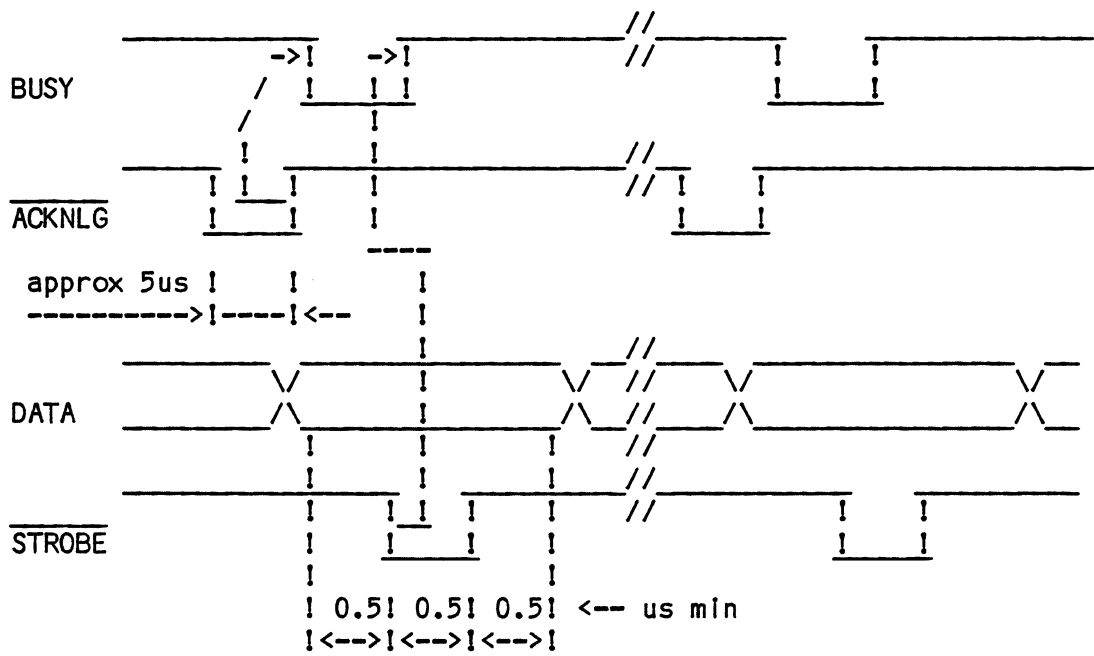 BUSY
ACKNLG
approx 5us
DATA
STROBE
0.5 0.5 0.5 <-- us min